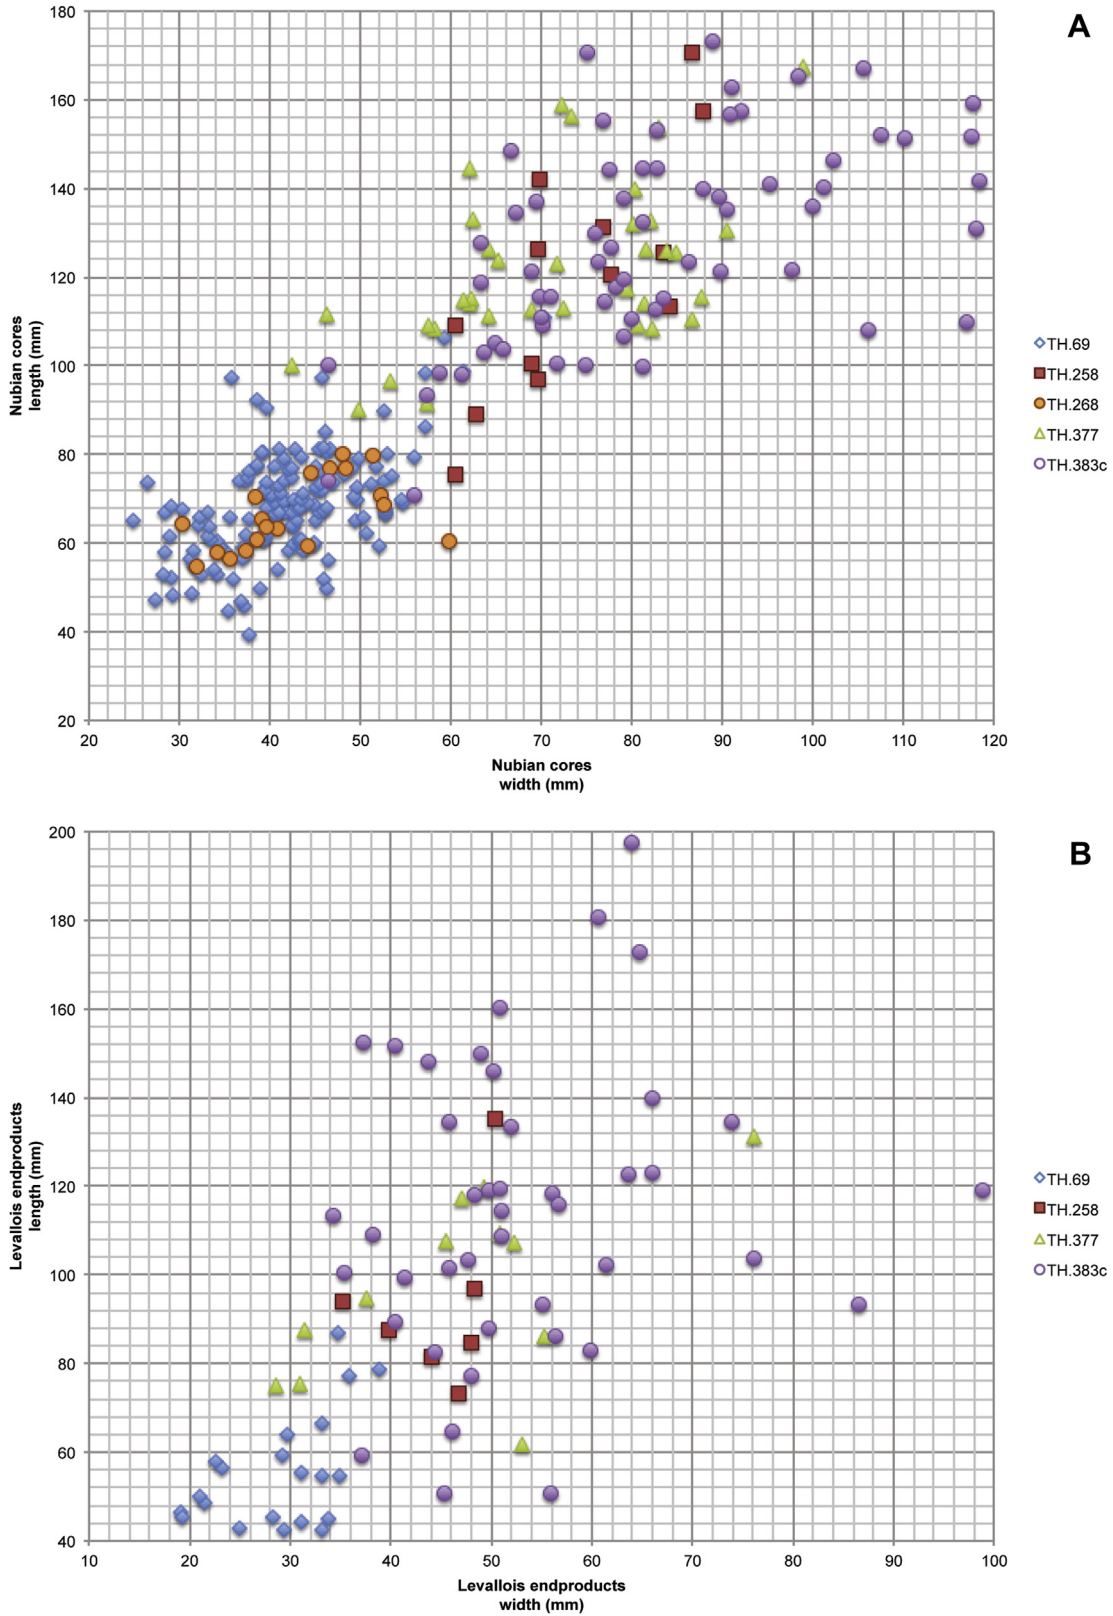 A
180
160
140
120
100
80
60
40
20
Nubian cores
length (mm)
20 30 40 50 60 70 80 90 100 110 120
Nubian cores
width (mm)
TH.69
TH.258
TH.268
TH.377
TH.383c
B
200
180
160
140
120
100
80
60
40
Levallois endproducts
length (mm)
10 20 30 40 50 60 70 80 90 100
Levallois endproducts
width (mm)
TH.69
TH.258
TH.377
TH.383c